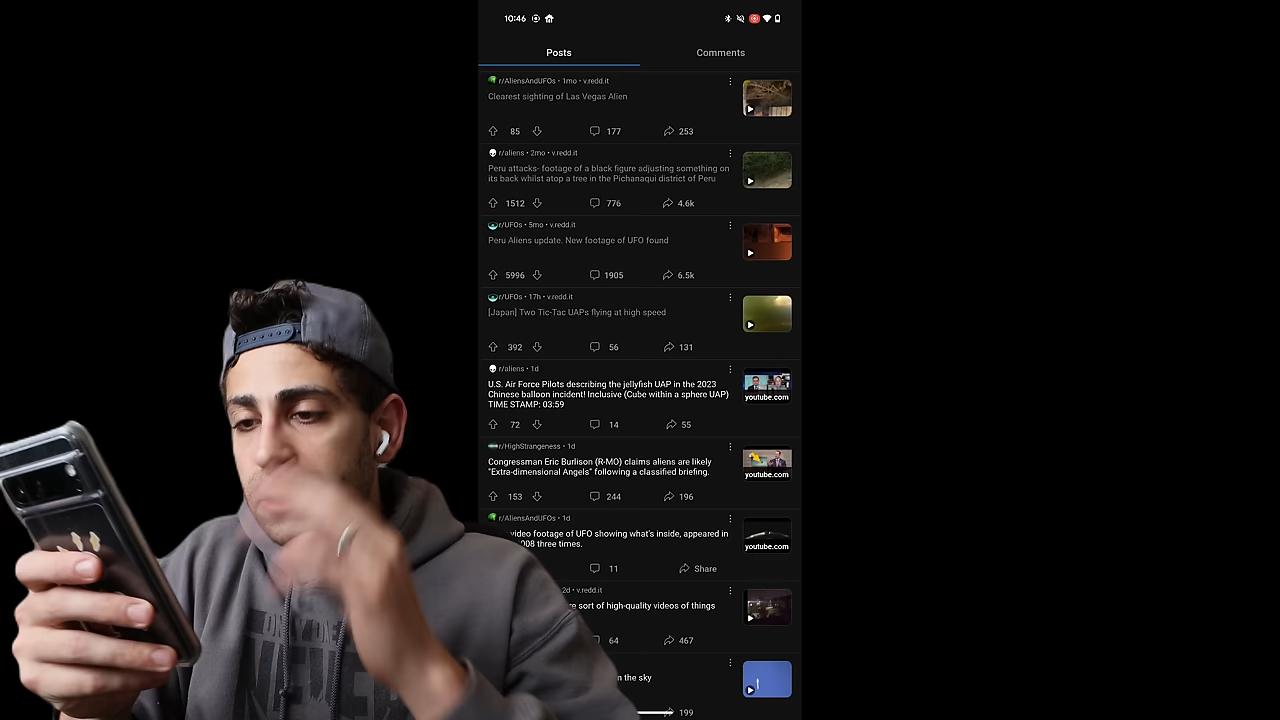 10:46
Posts
Comments
r/AliensAndUFOs • 1mo • v.redd.it
Clearest sighting of Las Vegas Alien
85
177
253
r/aliens • 2mo • v.redd.it
Peru attacks- footage of a black figure adjusting something on
its back whilst atop a tree in the Pichanaqui district of Peru
1512
776
4.6k
r/UFOs • 5mo • v.redd.it
Peru Aliens update. New footage of UFO found
5996
1905
6.5k
r/UFOs • 17h • v.redd.it
[Japan] Two Tic-Tac UAPs flying at high speed
392
56
131
r/aliens • 1d
U.S. Air Force Pilots describing the jellyfish UAP in the 2023
Chinese balloon incident! Inclusive (Cube within a sphere UAP)
TIME STAMP: 03:59
youtube.com
72
14
55
r/HighStrangeness • 1d
Congressman Eric Burlison (R-MO) claims aliens are likely
"Extra-dimensional Angels" following a classified briefing.
youtube.com
153
244
196
r/AliensAndUFOs • 1d
video footage of UFO showing what's inside, appeared in
008 three times.
youtube.com
11
Share
2d • v.redd.it
re sort of high-quality videos of things
64
467
n the sky
199
ONLY ONE